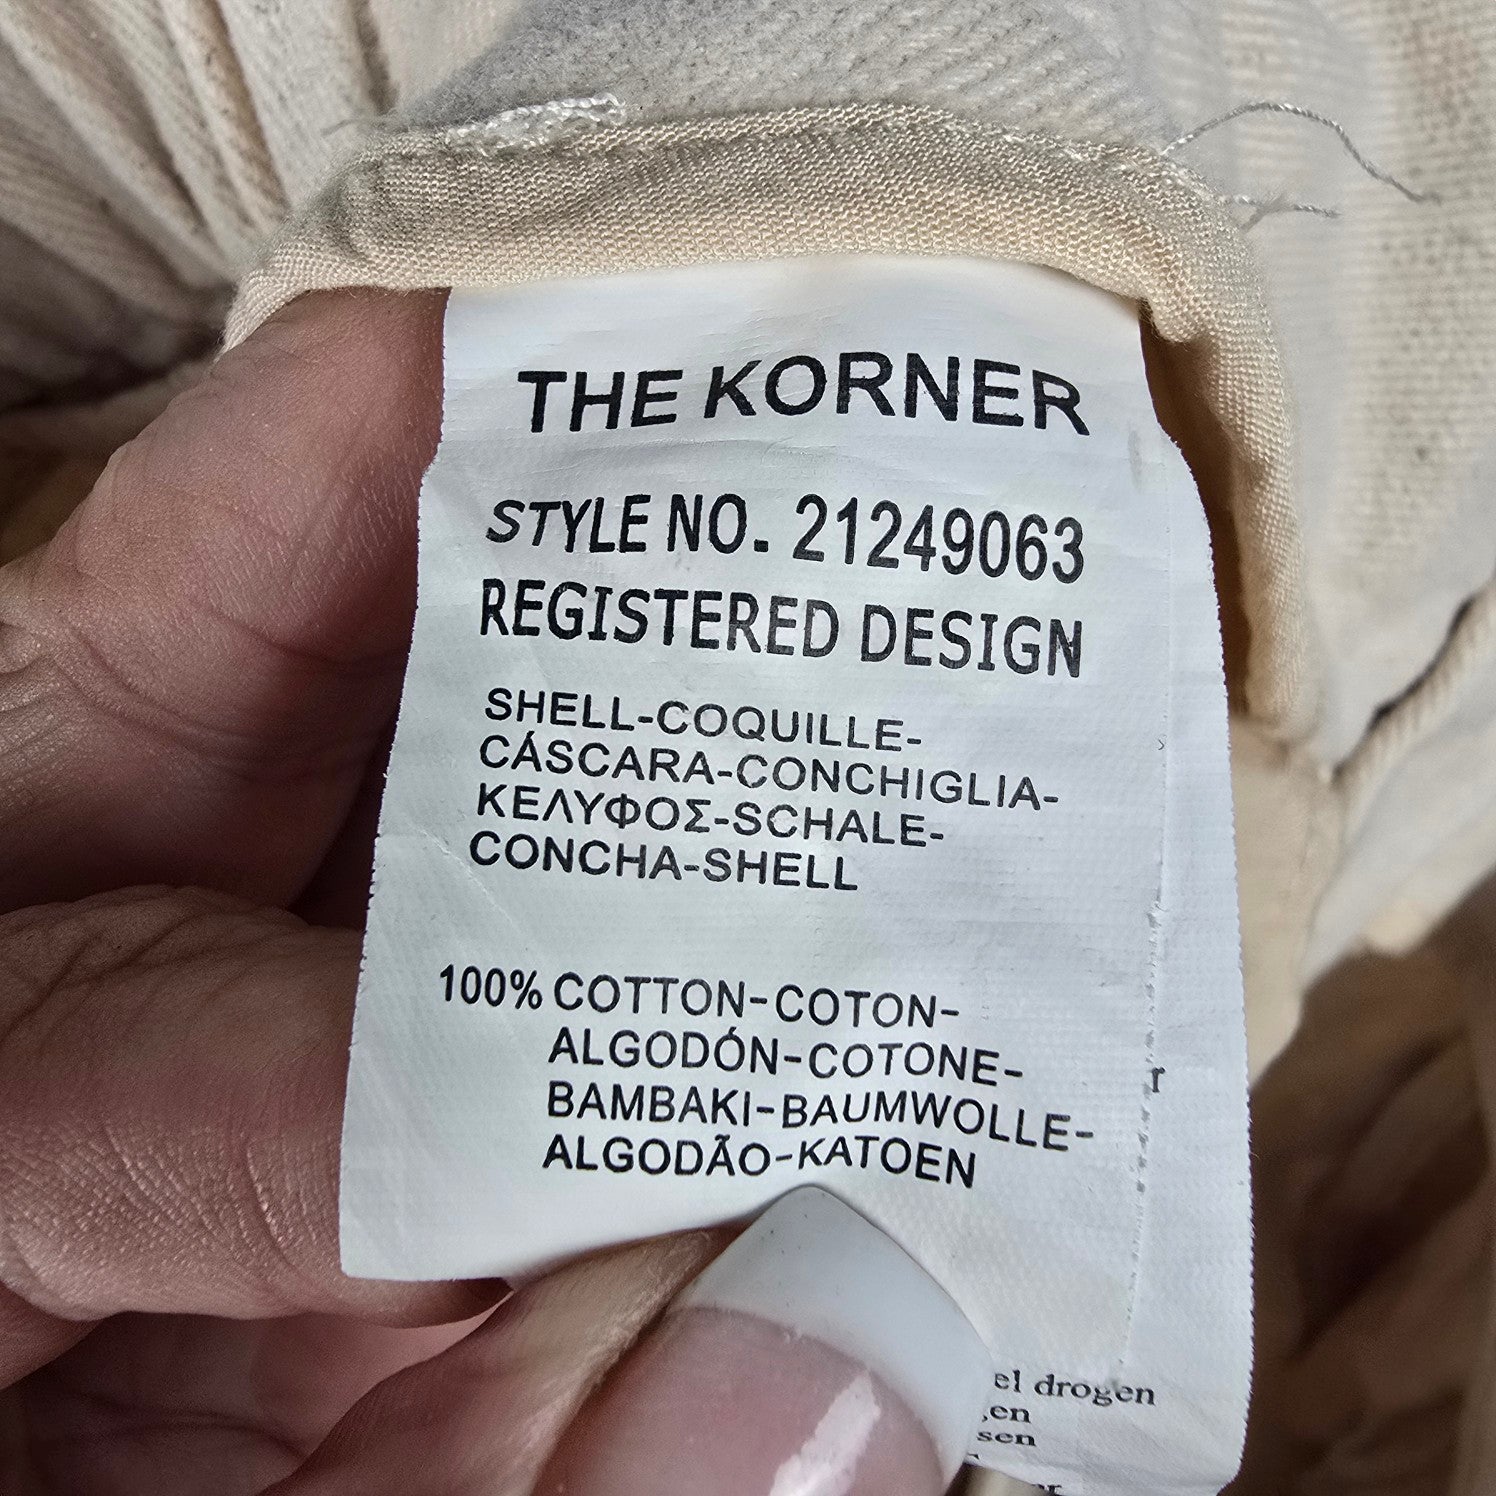 THE KORNER
STYLE NO. 21249063
REGISTERED DESIGN
SHELL-COQUILLE-
CÁSCARA-CONCHIGLIA-
ΚΕΛΥΦΟΣ-SCHALE-
CONCHA-SHELL
100% COTTON-COTON-
ALGODÓN-COTONE-
BAMBAKI-BAUMWOLLE-
ALGODÃO-KATOEN
drogen